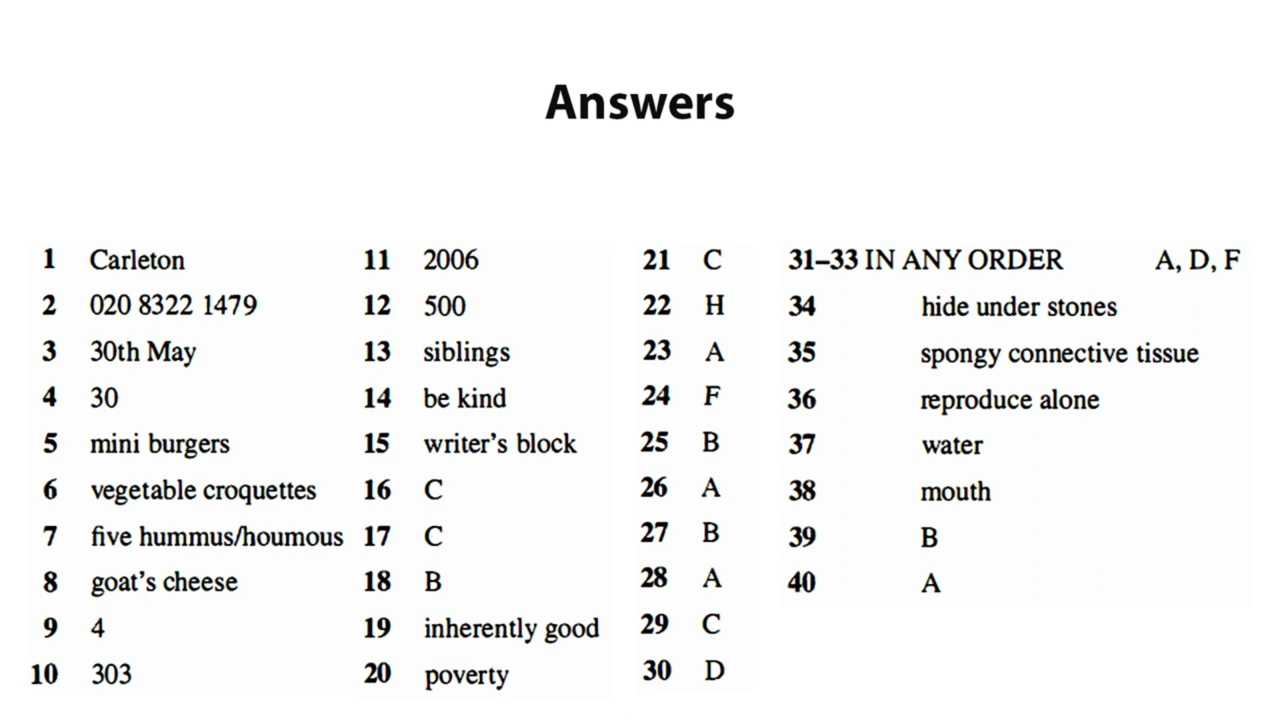 Answers
1 Carleton
2 020 8322 1479
3 30th May
4 30
5 mini burgers
6 vegetable croquettes
7 five hummus/houmous
8 goat's cheese
9 4
10 303
11 2006
12 500
13 siblings
14 be kind
15 writer's block
16 C
17 C
18 B
19 inherently good
20 poverty
21 C
22 H
23 A
24 F
25 B
26 A
27 B
28 A
29 C
30 D
31–33 IN ANY ORDER A, D, F
34 hide under stones
35 spongy connective tissue
36 reproduce alone
37 water
38 mouth
39 B
40 A